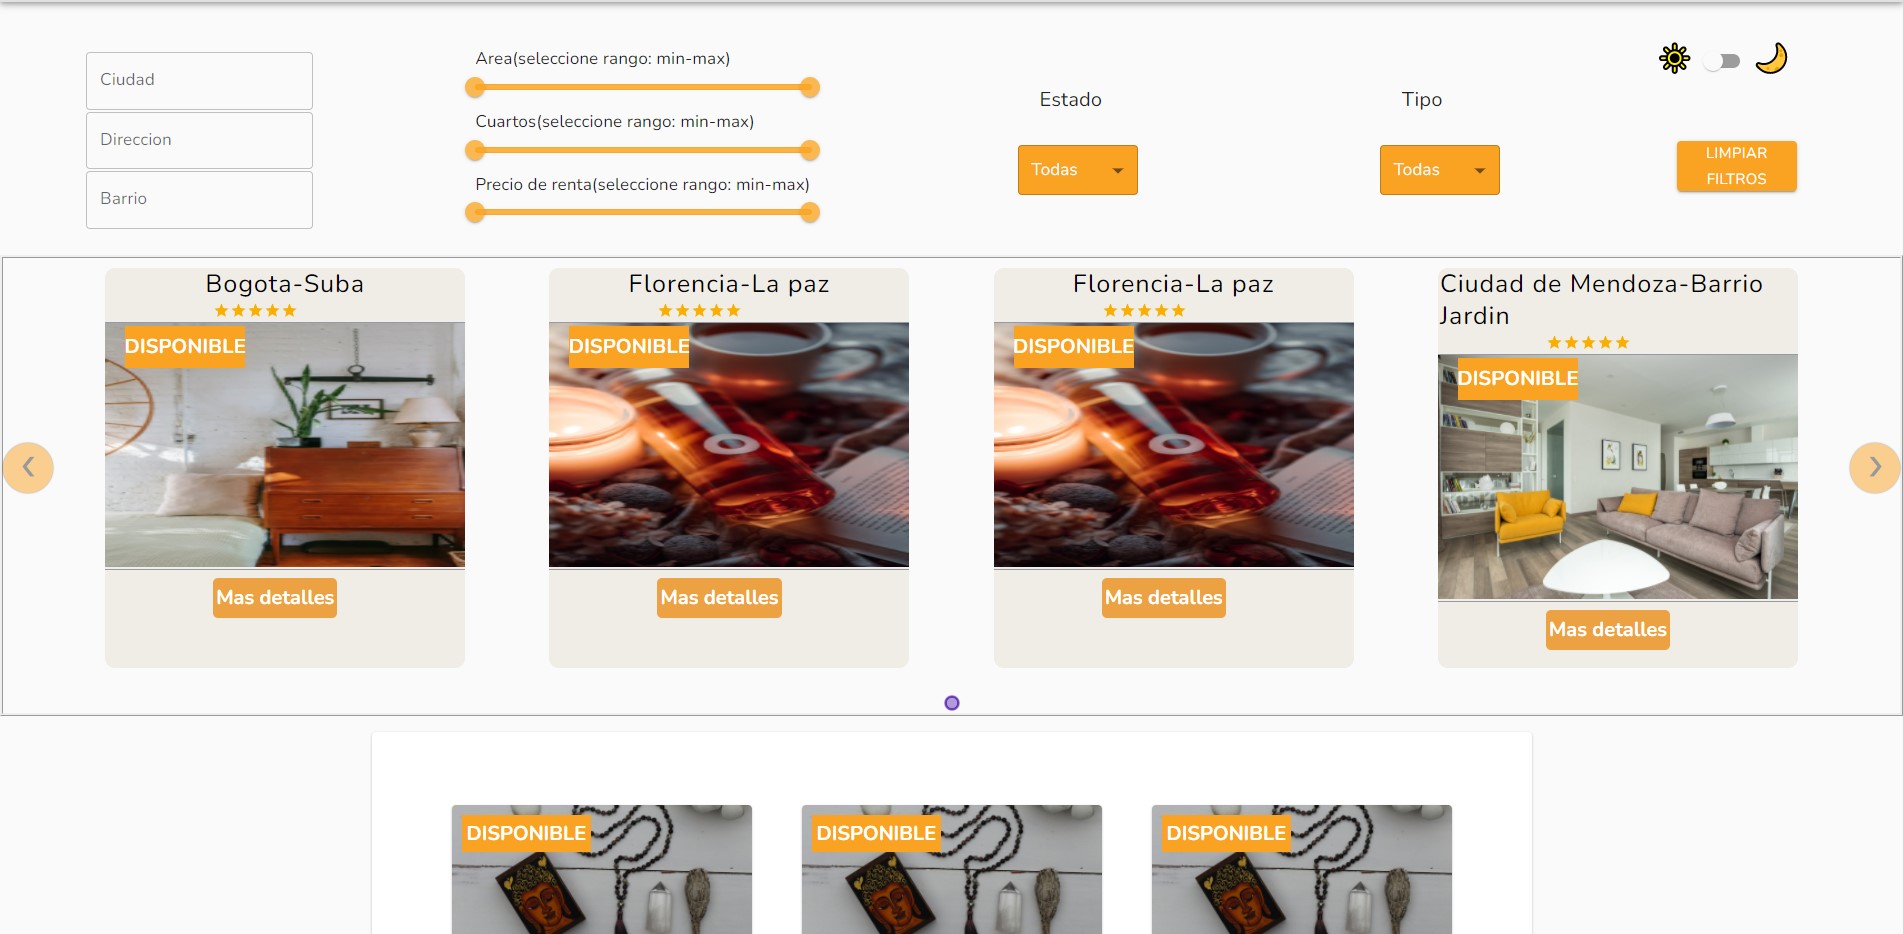 Ciudad
Direccion
Barrio
Area(seleccione rango: min-max)
Cuartos(seleccione rango: min-max)
Precio de renta(seleccione rango: min-max)
Estado
Todas
Tipo
Todas
LIMPIAR
FILTROS
Bogota-Suba
DISPONIBLE
Mas detalles
Florencia-La paz
DISPONIBLE
Mas detalles
Florencia-La paz
DISPONIBLE
Mas detalles
Ciudad de Mendoza-Barrio
Jardin
DISPONIBLE
Mas detalles
DISPONIBLE
DISPONIBLE
DISPONIBLE